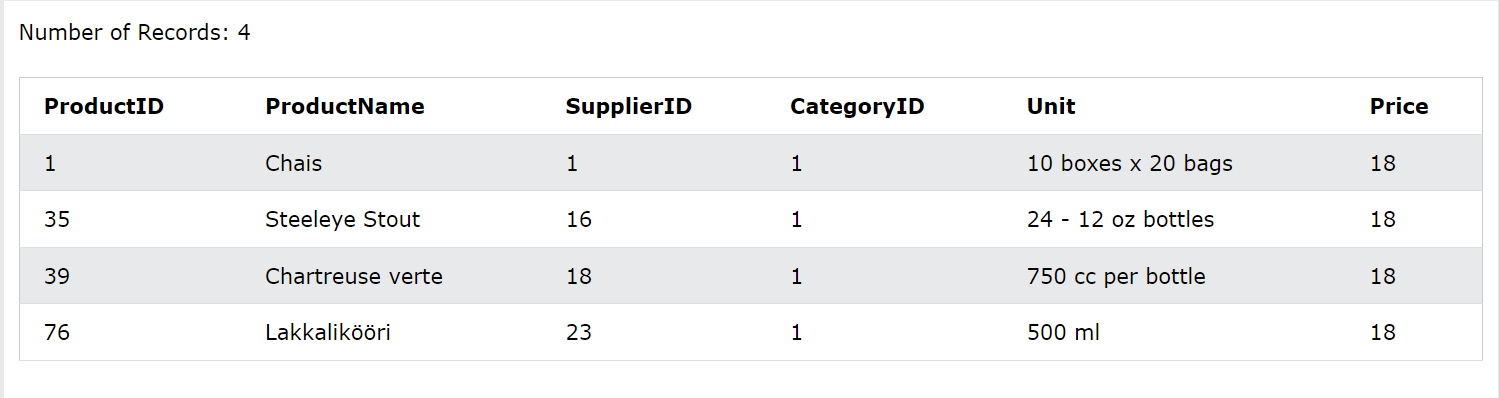 Number of Records: 4
ProductID ProductName SupplierID CategoryID Unit Price
1 Chais 1 1 10 boxes x 20 bags 18
35 Steeleye Stout 16 1 24 - 12 oz bottles 18
39 Chartreuse verte 18 1 750 cc per bottle 18
76 Lakkalikööri 23 1 500 ml 18